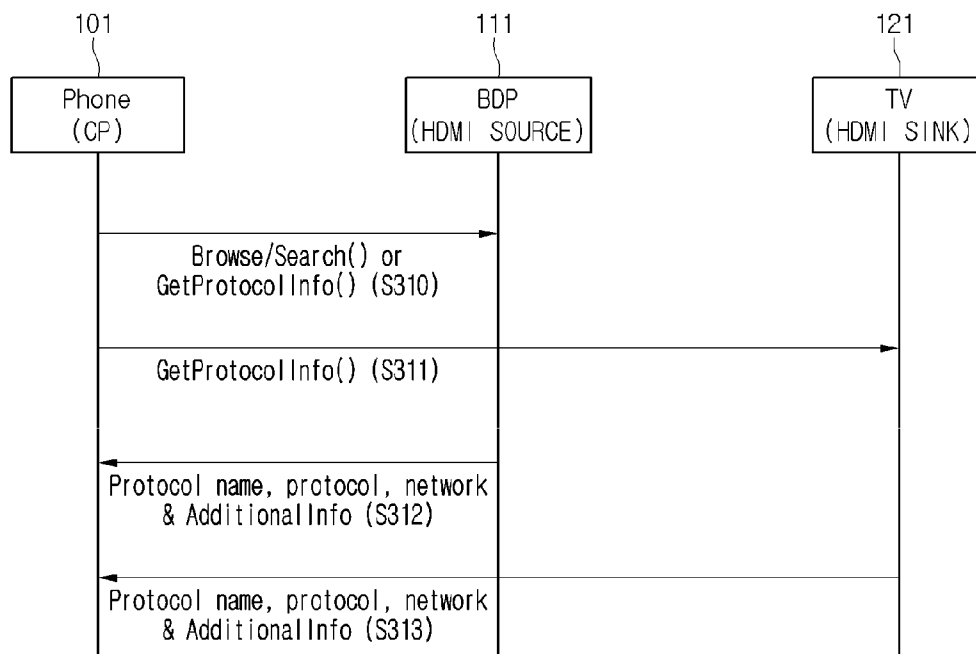 101
111
121
Phone
(CP)
BDP
(HDMI SOURCE)
TV
(HDMI SINK)
Browse/Search() or
GetProtocolInfo() (S310)
GetProtocolInfo() (S311)
Protocol name, protocol, network
& AdditionalInfo (S312)
Protocol name, protocol, network
& AdditionalInfo (S313)